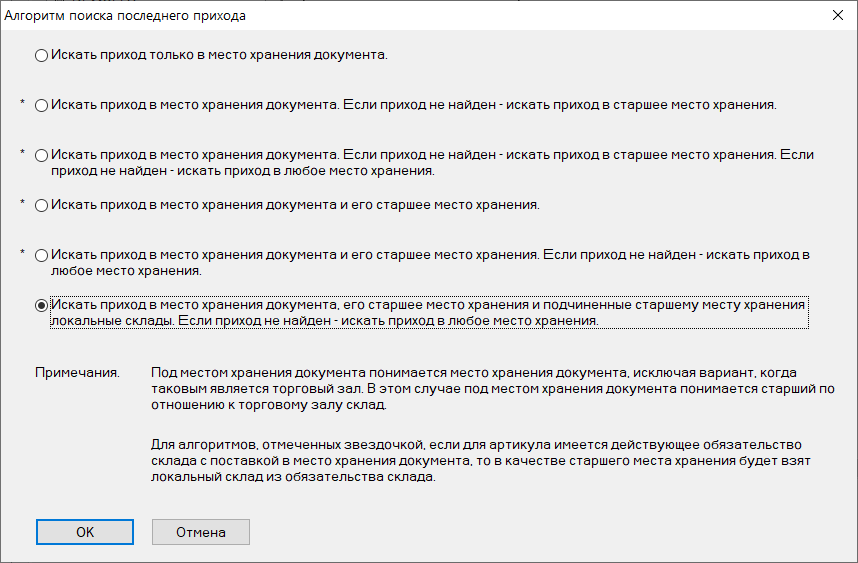 Алгоритм поиска последнего прихода
Искать приход только в место хранения документа.
* Искать приход в место хранения документа. Если приход не найден - искать приход в старшее место хранения.
* Искать приход в место хранения документа. Если приход не найден - искать приход в старшее место хранения. Если
приход не найден - искать приход в любое место хранения.
* Искать приход в место хранения документа и его старшее место хранения.
* Искать приход в место хранения документа и его старшее место хранения. Если приход не найден - искать приход в
любое место хранения.
Искать приход в место хранения документа, его старшее место хранения и подчиненные старшему месту хранения
локальные склады. Если приход не найден - искать приход в любое место хранения.
Примечания. Под местом хранения документа понимается место хранения документа, исключая вариант, когда
таковым является торговый зал. В этом случае под местом хранения документа понимается старший по
отношению к торговому залу склад.
Для алгоритмов, отмеченных звездочкой, если для артикула имеется действующее обязательство
склада с поставкой в место хранения документа, то в качестве старшего места хранения будет взят
локальный склад из обязательства склада.
OK Отмена